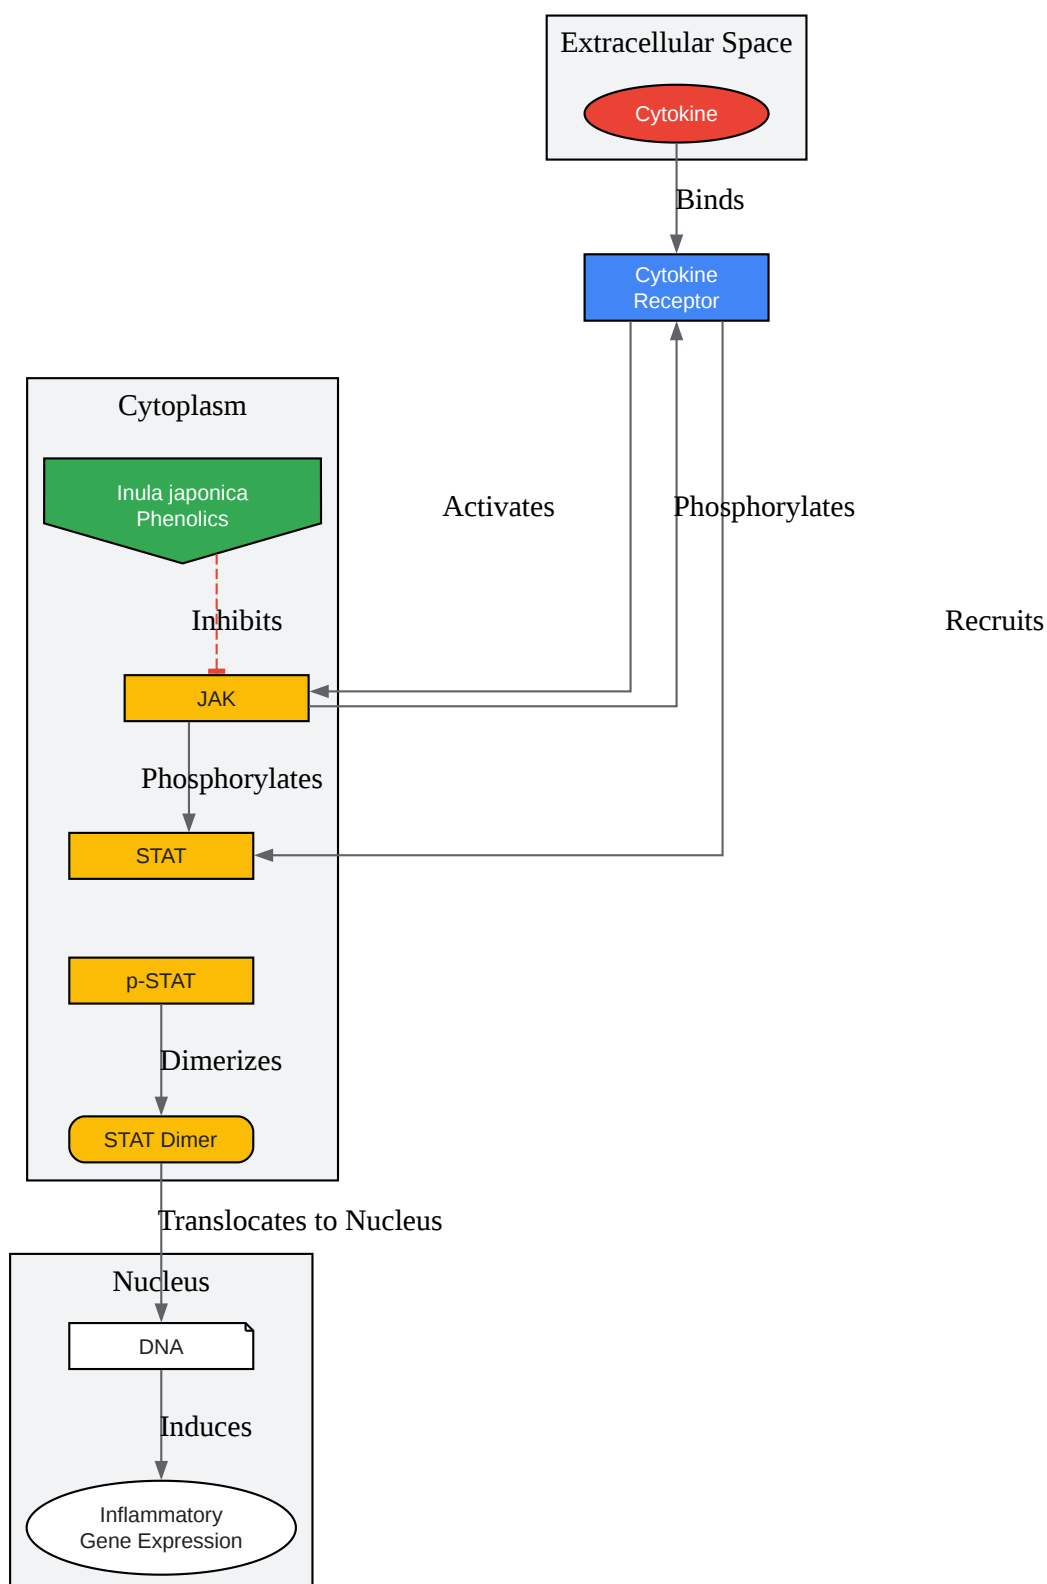 Extracellular Space
Cytokine
Binds
Cytokine
Receptor
Cytoplasm
Inula japonica
Phenolics
Activates
Phosphorylates
Inhibits
Recruits
JAK
Phosphorylates
STAT
p-STAT
Dimerizes
STAT Dimer
Translocates to Nucleus
Nucleus
DNA
Induces
Inflammatory
Gene Expression